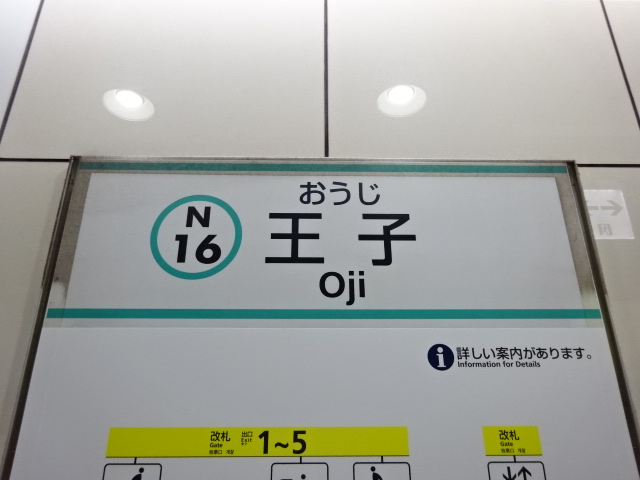 おうじ
N
16
王子
Oji
詳しい案内があります。
Information for Details
改札
Gate
出口
Exit
1~5
改札
Gate